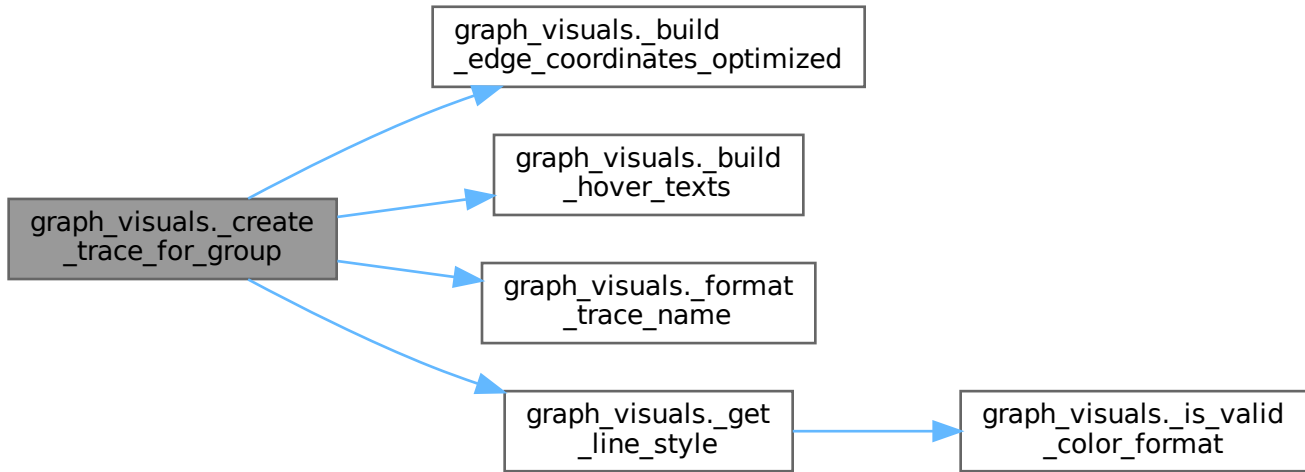 graph_visuals._build
_edge_coordinates_optimized
graph_visuals._build
_hover_texts
graph_visuals._create
_trace_for_group
graph_visuals._format
_trace_name
graph_visuals._get
_line_style
graph_visuals._is_valid
_color_format